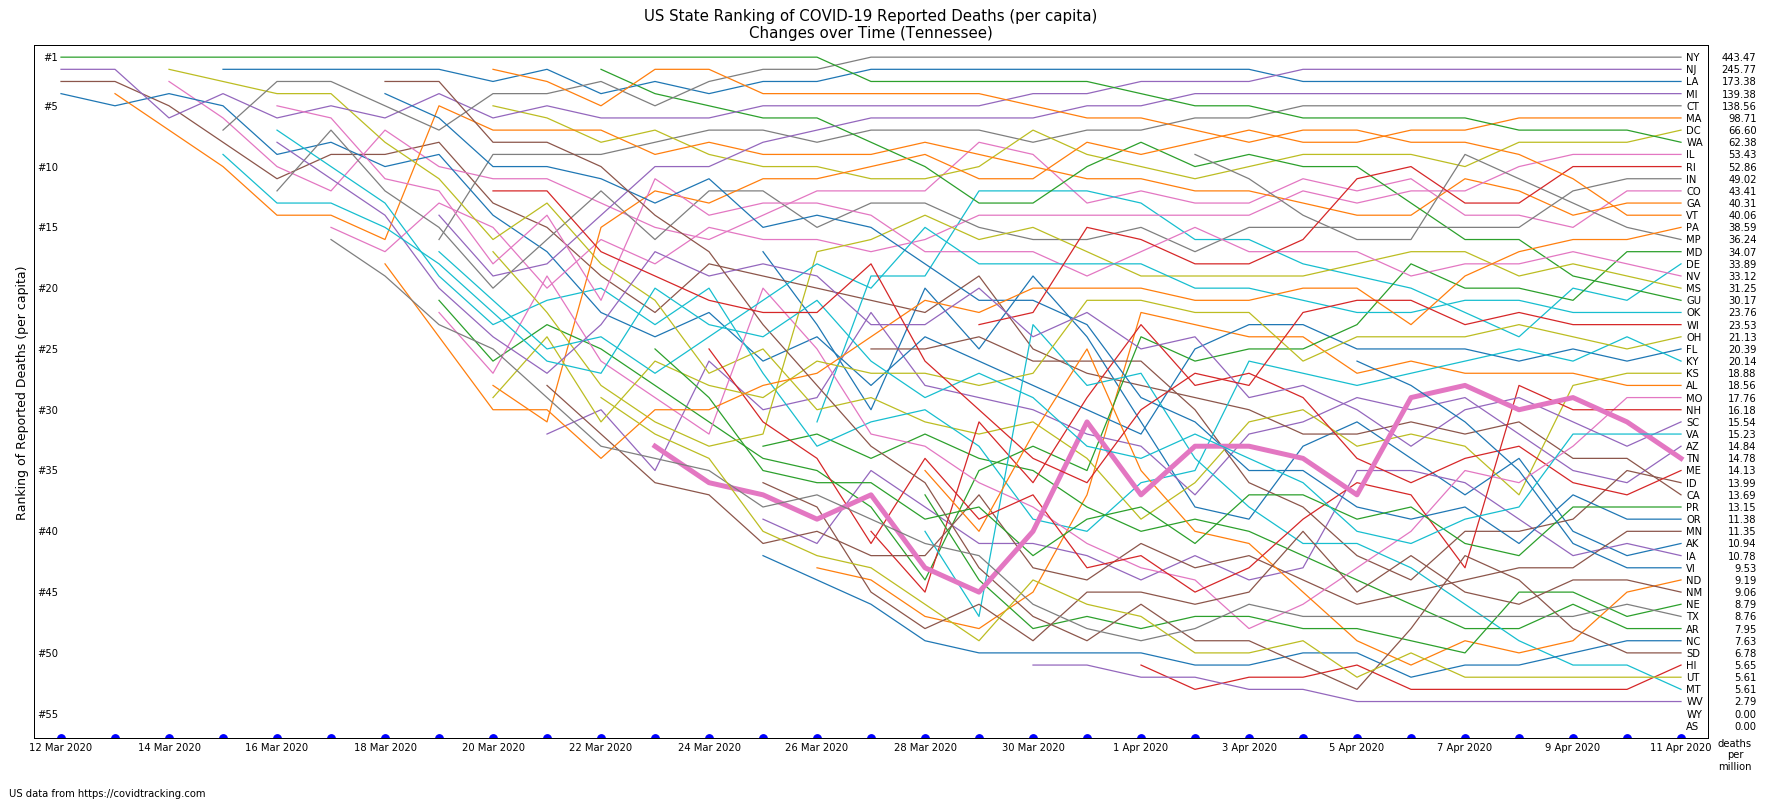 US State Ranking of COVID-19 Reported Deaths (per capita)
Changes over Time (Tennessee)
Ranking of Reported Deaths (per capita)
#1
#5
#10
#15
#20
#25
#30
#35
#40
#45
#50
#55
NY 443.47
NJ 245.77
LA 173.38
MI 139.38
CT 138.56
MA 98.71
DC 66.60
WA 62.38
IL 53.43
RI 52.86
IN 49.02
CO 43.41
GA 40.31
VT 40.06
PA 38.59
MP 36.24
MD 34.07
DE 33.89
NV 33.12
MS 31.25
GU 30.17
OK 23.76
WI 23.53
OH 21.13
FL 20.39
KY 20.14
KS 18.88
AL 18.56
MO 17.76
NH 16.18
SC 15.54
VA 15.23
AZ 14.84
TN 14.78
ME 14.13
ID 13.99
CA 13.69
PR 13.15
OR 11.38
MN 11.35
AK 10.94
IA 10.78
VI 9.53
ND 9.19
NM 9.06
NE 8.79
TX 8.76
AR 7.95
NC 7.63
SD 6.78
HI 5.65
UT 5.61
MT 5.61
WV 2.79
WY 0.00
AS 0.00
12 Mar 2020 14 Mar 2020 16 Mar 2020 18 Mar 2020 20 Mar 2020 22 Mar 2020 24 Mar 2020 26 Mar 2020 28 Mar 2020 30 Mar 2020 1 Apr 2020 3 Apr 2020 5 Apr 2020 7 Apr 2020 9 Apr 2020 11 Apr 2020
deaths
per
million
US data from https://covidtracking.com